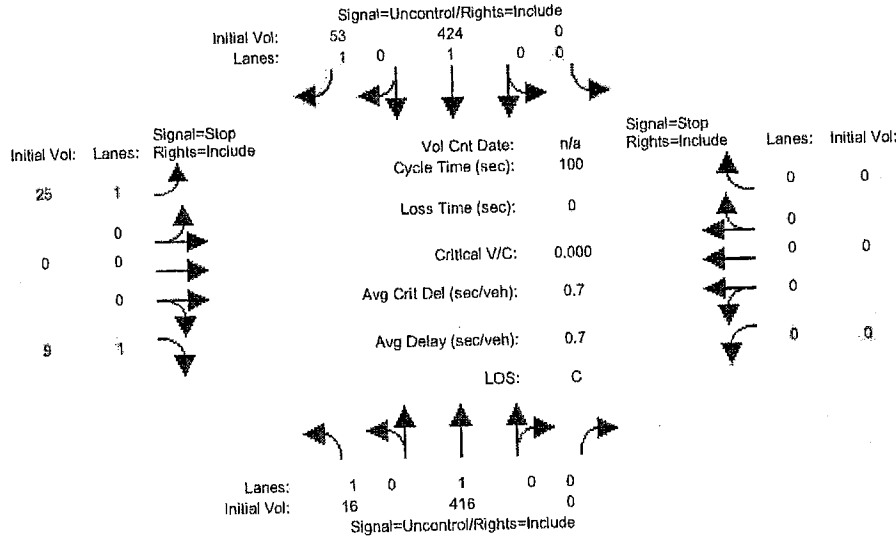 Signal=Uncontrol/Rights=Include
Initial Vol: 53 424 0
Lanes: 1 0 1 0 0
Signal=Stop
Initial Vol: Lanes: Rights=Include
Vol Cnt Date: n/a
Cycle Time (sec): 100
Signal=Stop
Rights=Include Lanes: Initial Vol:
25 1
0 0
Loss Time (sec): 0
0
0
0 0
Critical V/C: 0.000
0 0
0
Avg Crit Del (sec/veh): 0.7
0
9 1
Avg Delay (sec/veh): 0.7
0 0
LOS: C
Lanes: 1 0 1 0 0
Initial Vol: 16 416 0
Signal=Uncontrol/Rights=Include